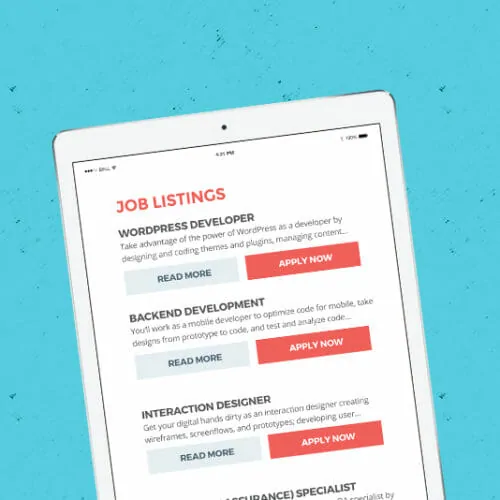 BELL
4:21 PM
100%
JOB LISTINGS
WORDPRESS DEVELOPER
Take advantage of the power of WordPress as a developer by
designing and coding themes and plugins, managing content...
READ MORE
APPLY NOW
BACKEND DEVELOPMENT
You'll work as a mobile developer to optimize code for mobile, take
designs from prototype to code, and test and analyze code...
READ MORE
APPLY NOW
INTERACTION DESIGNER
Get your digital hands dirty as an interaction designer creating
wireframes, screenflows, and prototypes; developing user...
READ MORE
APPLY NOW
ASSURANCE) SPECIALIST
specialist by